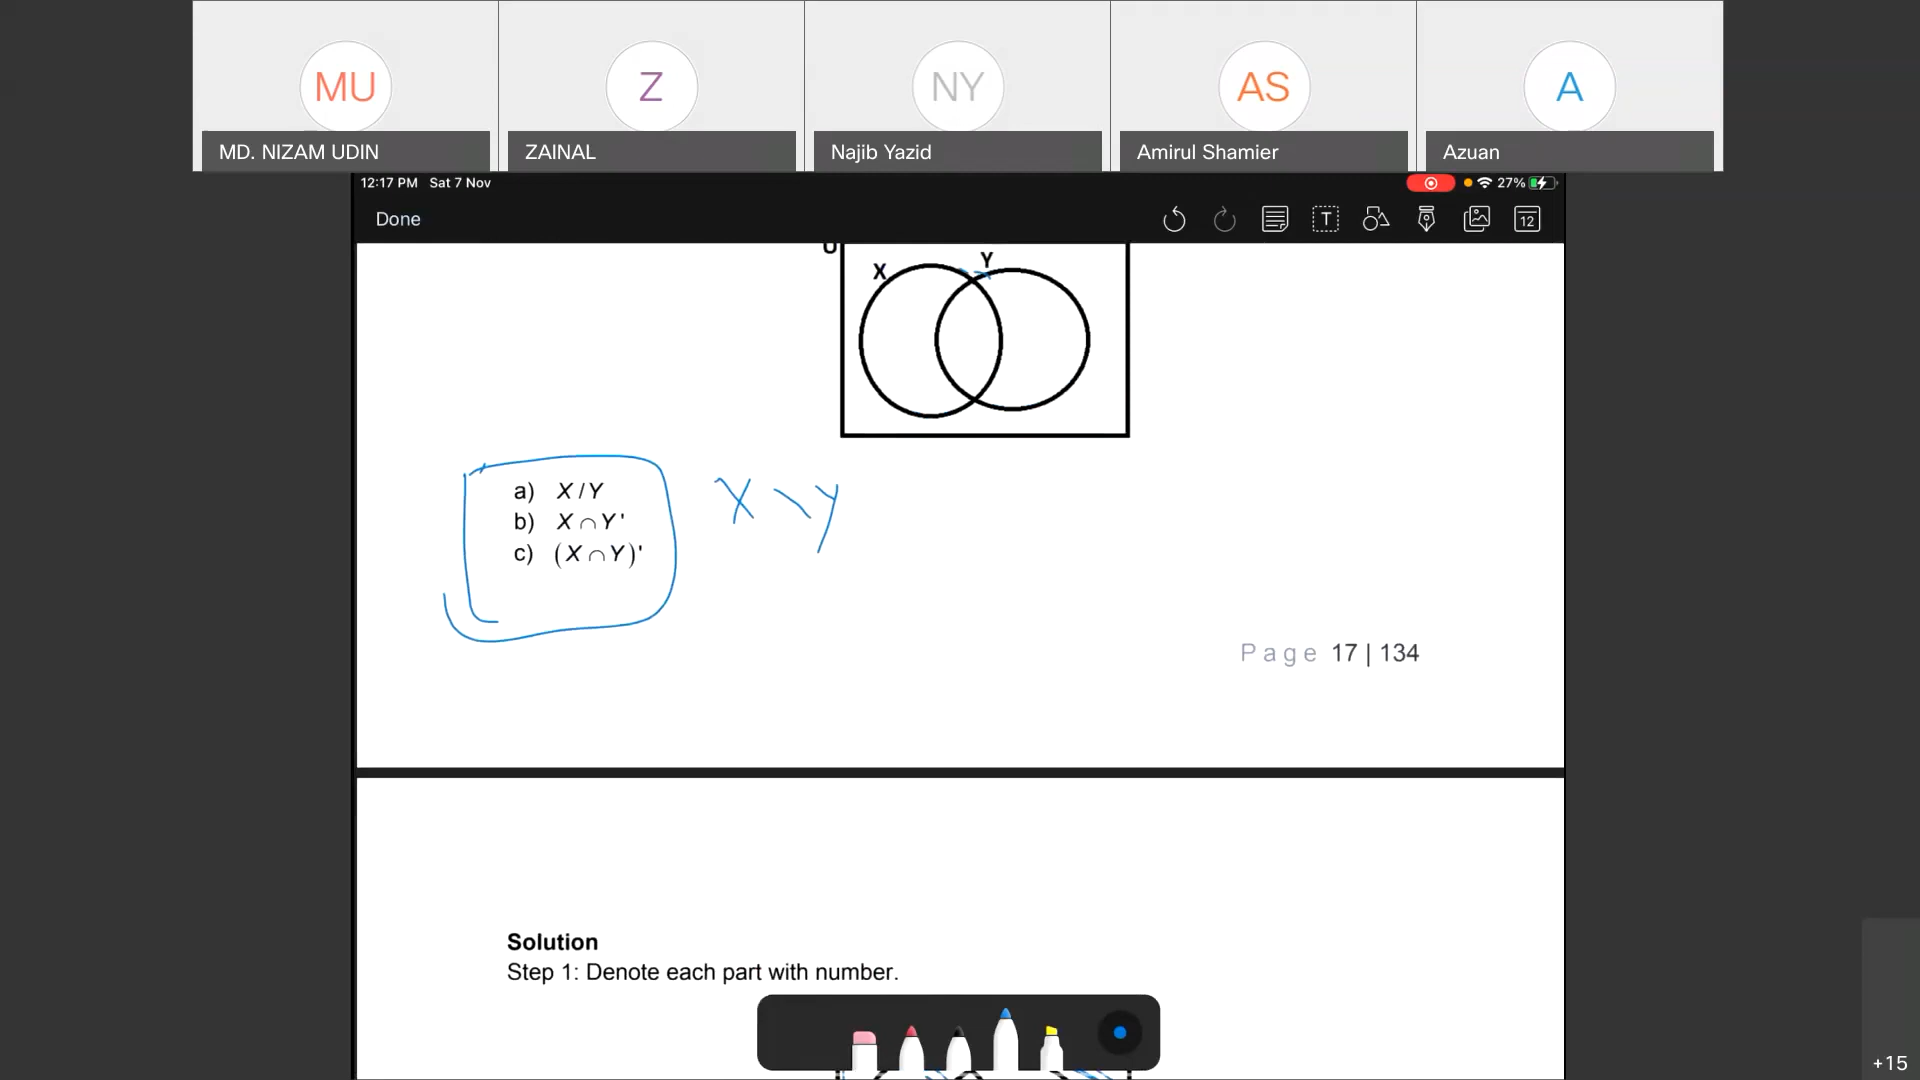 MU
Z
NY
AS
A
MD. NIZAM UDIN
ZAINAL
Najib Yazid
Amirul Shamier
Azuan
12:17 PM Sat 7 Nov
27%
Done
T
12
U
X
Y
a) X / Y
b) X ∩ Y '
c) (X ∩ Y)'
X \ Y
Page 17 | 134
Solution
Step 1: Denote each part with number.
+15